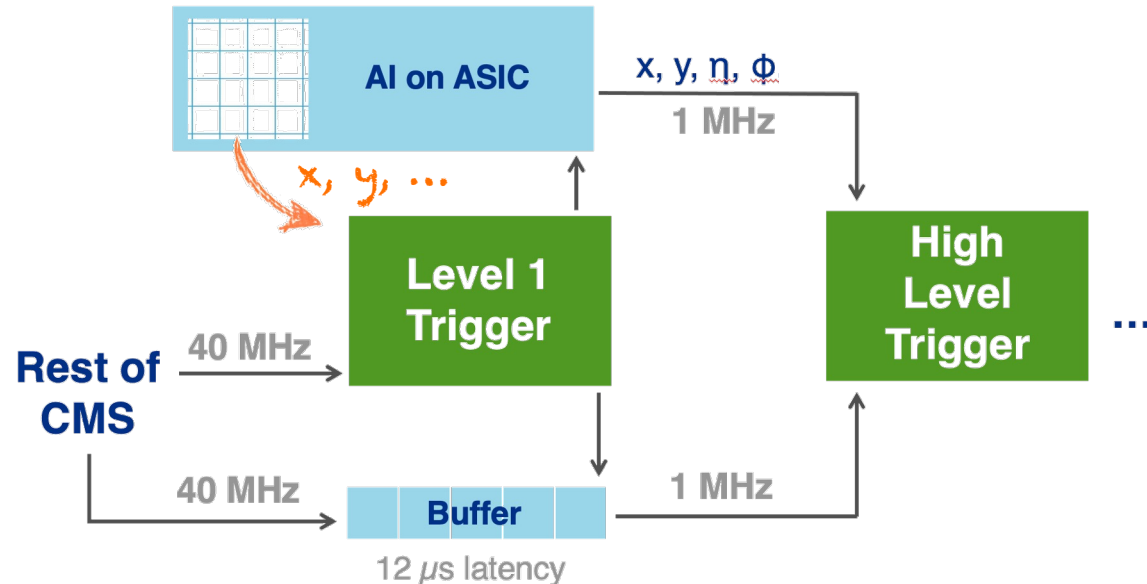 AI on ASIC
x, y, η, ϕ
1 MHz
x, y, ...
Level 1
Trigger
High
Level
Trigger
...
40 MHz
Rest of
CMS
40 MHz
Buffer
1 MHz
12 µs latency